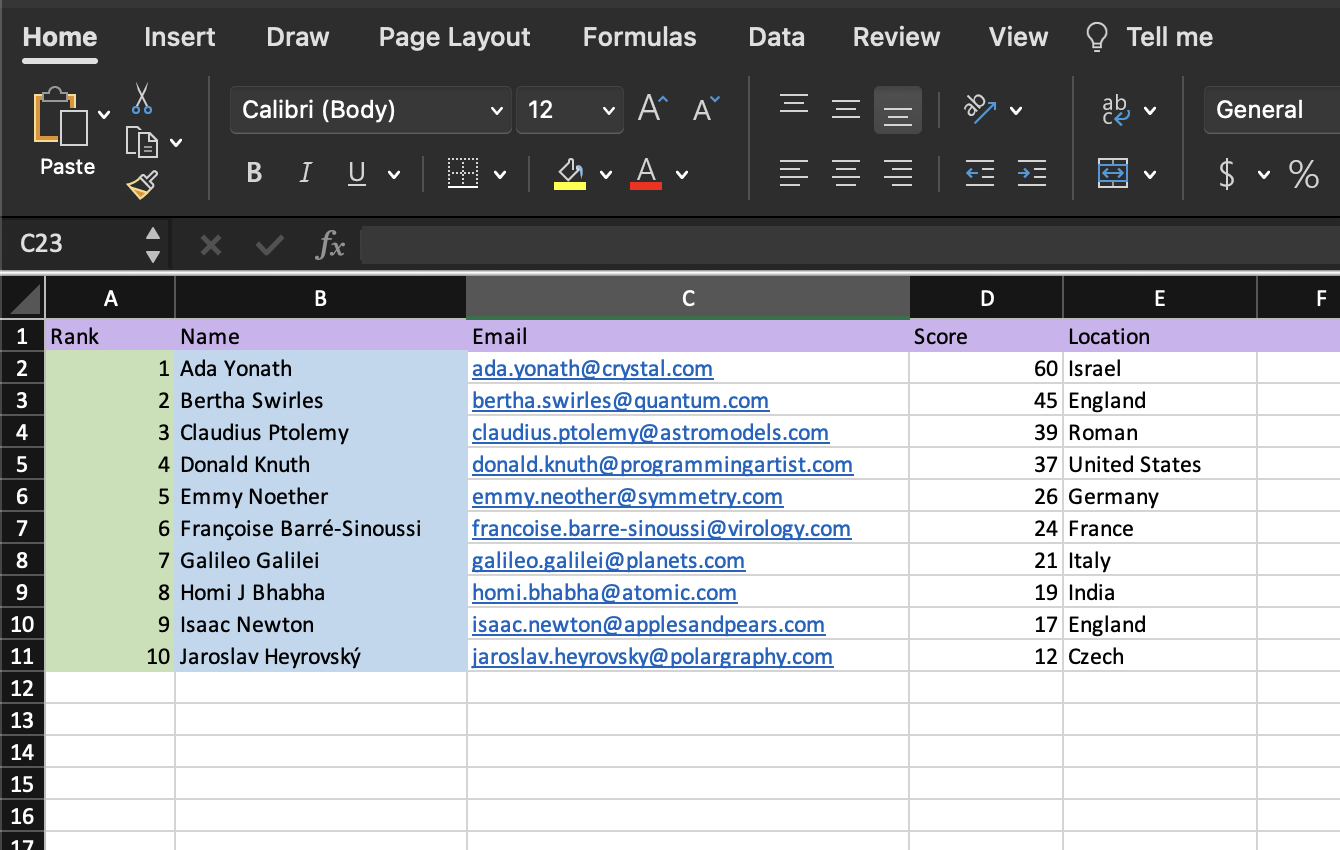 Home Insert Draw Page Layout Formulas Data Review View Tell me
Calibri (Body) 12 A A ab General
Paste B I U A ab c $ %
C23 fx
A B C D E F
1 Rank Name Email Score Location
2 1 Ada Yonath ada.yonath@crystal.com 60 Israel
3 2 Bertha Swirles bertha.swirles@quantum.com 45 England
4 3 Claudius Ptolemy claudius.ptolemy@astromodels.com 39 Roman
5 4 Donald Knuth donald.knuth@programmingartist.com 37 United States
6 5 Emmy Noether emmy.neother@symmetry.com 26 Germany
7 6 Françoise Barré-Sinoussi francoise.barre-sinoussi@virology.com 24 France
8 7 Galileo Galilei galileo.galilei@planets.com 21 Italy
9 8 Homi J Bhabha homi.bhabha@atomic.com 19 India
10 9 Isaac Newton isaac.newton@applesandpears.com 17 England
11 10 Jaroslav Heyrovský jaroslav.heyrovsky@polargraphy.com 12 Czech
12
13
14
15
16
17